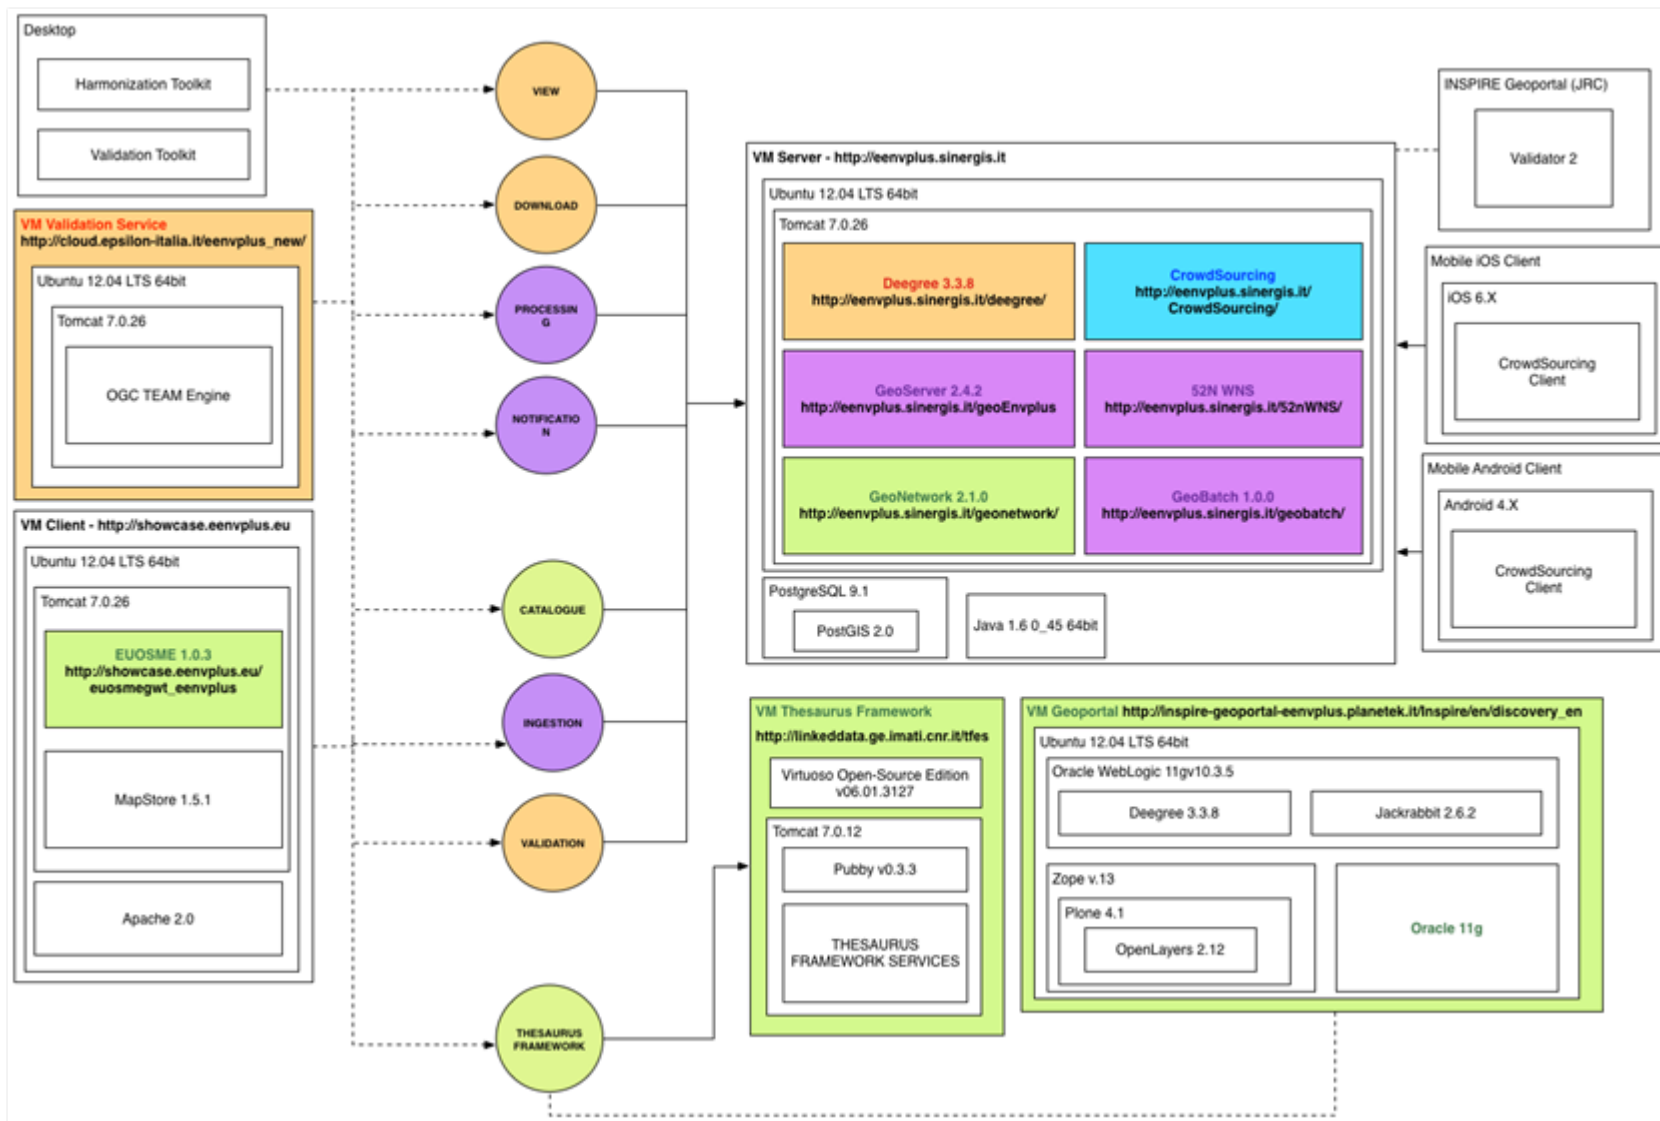 Desktop
Harmonization Toolkit
Validation Toolkit
VM Validation Service
http://cloud.epsilon-italia.it/eenvplus_new/
Ubuntu 12.04 LTS 64bit
Tomcat 7.0.26
OGC TEAM Engine
VM Client - http://showcase.eenvplus.eu
Ubuntu 12.04 LTS 64bit
Tomcat 7.0.26
EUOSME 1.0.3
http://showcase.eenvplus.eu/
euosmegwt_eenvplus
MapStore 1.5.1
Apache 2.0
VIEW
DOWNLOAD
PROCESSIN
G
NOTIFICATIO
N
CATALOGUE
INGESTION
VALIDATION
THESAURUS
FRAMEWORK
VM Server - http://eenvplus.sinergis.it
Ubuntu 12.04 LTS 64bit
Tomcat 7.0.26
Deegree 3.3.8
http://eenvplus.sinergis.it/deegree/
CrowdSourcing
http://eenvplus.sinergis.it/
CrowdSourcing/
GeoServer 2.4.2
http://eenvplus.sinergis.it/geoEnvplus
52N WNS
http://eenvplus.sinergis.it/52nWNS/
GeoNetwork 2.1.0
http://eenvplus.sinergis.it/geonetwork/
GeoBatch 1.0.0
http://eenvplus.sinergis.it/geobatch/
PostgreSQL 9.1
PostGIS 2.0
Java 1.6 0_45 64bit
INSPIRE Geoportal (JRC)
Validator 2
Mobile iOS Client
iOS 6.X
CrowdSourcing
Client
Mobile Android Client
Android 4.X
CrowdSourcing
Client
VM Thesaurus Framework
http://linkeddata.ge.imati.cnr.it/tfes
Virtuoso Open-Source Edition
v06.01.3127
Tomcat 7.0.12
Pubby v0.3.3
THESAURUS
FRAMEWORK SERVICES
VM Geoportal http://inspire-geoportal-eenvplus.planetek.it/Inspire/en/discovery_en
Ubuntu 12.04 LTS 64bit
Oracle WebLogic 11gv10.3.5
Deegree 3.3.8
Jackrabbit 2.6.2
Zope v.13
Plone 4.1
OpenLayers 2.12
Oracle 11g